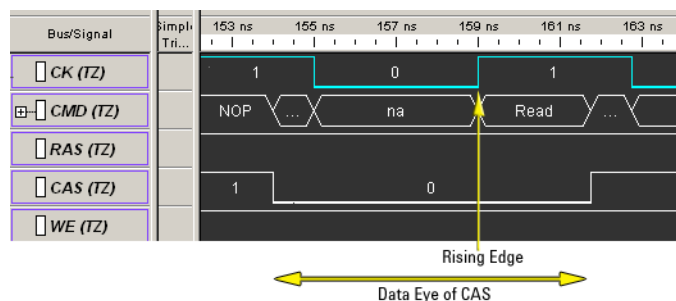 Bus/Signal
Simpl
Tri...
153 ns 155 ns 157 ns 159 ns 161 ns 163 ns
CK (TZ) 1 0 1
CMD (TZ) NOP ... na Read ...
RAS (TZ)
CAS (TZ) 1 0
WE (TZ)
Rising Edge
Data Eye of CAS